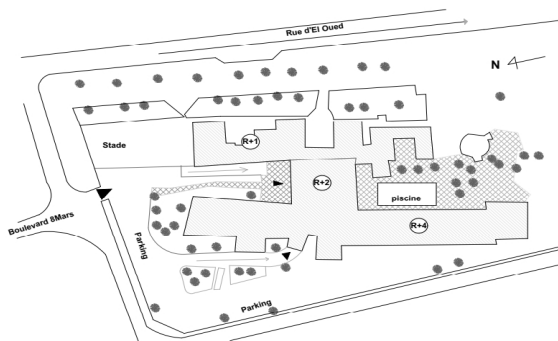 Rue d'El Oued
N
R+1
Stade
R+2
piscine
Boulevard 8Mars
R+4
Parking
Parking